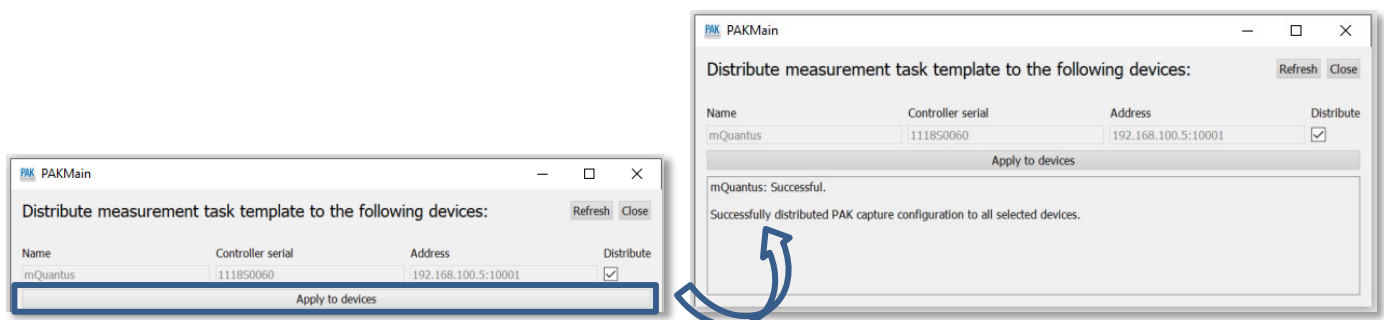 PAK PAKMain
Distribute measurement task template to the following devices: Refresh Close
Name Controller serial Address Distribute
mQuantus 1118S0060 192.168.100.5:10001
Apply to devices
PAK PAKMain
Distribute measurement task template to the following devices: Refresh Close
Name Controller serial Address Distribute
mQuantus 1118S0060 192.168.100.5:10001
Apply to devices
mQuantus: Successful.
Successfully distributed PAK capture configuration to all selected devices.